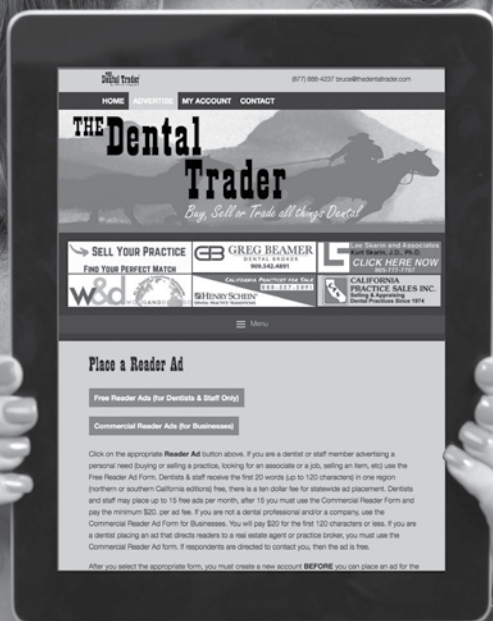 THE
Dental Trader
(877) 888-4237 bruce@thedentaltrader.com
HOME ADVERTISE MY ACCOUNT CONTACT
THE Dental
Trader
Buy, Sell or Trade all things Dental
SELL YOUR PRACTICE
FIND YOUR PERFECT MATCH
GREG BEAMER
DENTAL BROKER
909.542.4891
Lee Skarin and Associates
Kurt Skarin, J.D., Ph.D.
CLICK HERE NOW
805-777-7707
w&d
CALIFORNIA PRACTICES FOR SALE
HENRY SCHEIN®
DENTAL PRACTICE TRANSITIONS
CALIFORNIA
PRACTICE SALES INC.
Selling & Appraising
Dental Practices Since 1974
Menu
Place a Reader Ad
Free Reader Ads (for Dentists & Staff Only)
Commercial Reader Ads (for Businesses)
Click on the appropriate Reader Ad button above. If you are a dentist or staff member advertising a
personal need (buying or selling a practice, looking for an associate or a job, selling an item, etc) use the
Free Reader Ad Form. Dentists & staff receive the first 20 words (up to 120 characters) in one region
(northern or southern California editions) free, there is a ten dollar fee for statewide ad placement. Dentists
and staff may place up to 15 free ads per month, after 15 you must use the Commercial Reader Form and
pay the minimum $20. per ad fee. If you are not a dental professional and/or a company, use the
Commercial Reader Ad Form for Businesses. You will pay $20 for the first 120 characters or less. If you are
a dentist placing an ad that directs readers to a real estate agent or practice broker, you must use the
Commercial Reader Ad form. If respondents are directed to contact you, then the ad is free.
After you select the appropriate form, you must create a new account BEFORE you can place an ad for the